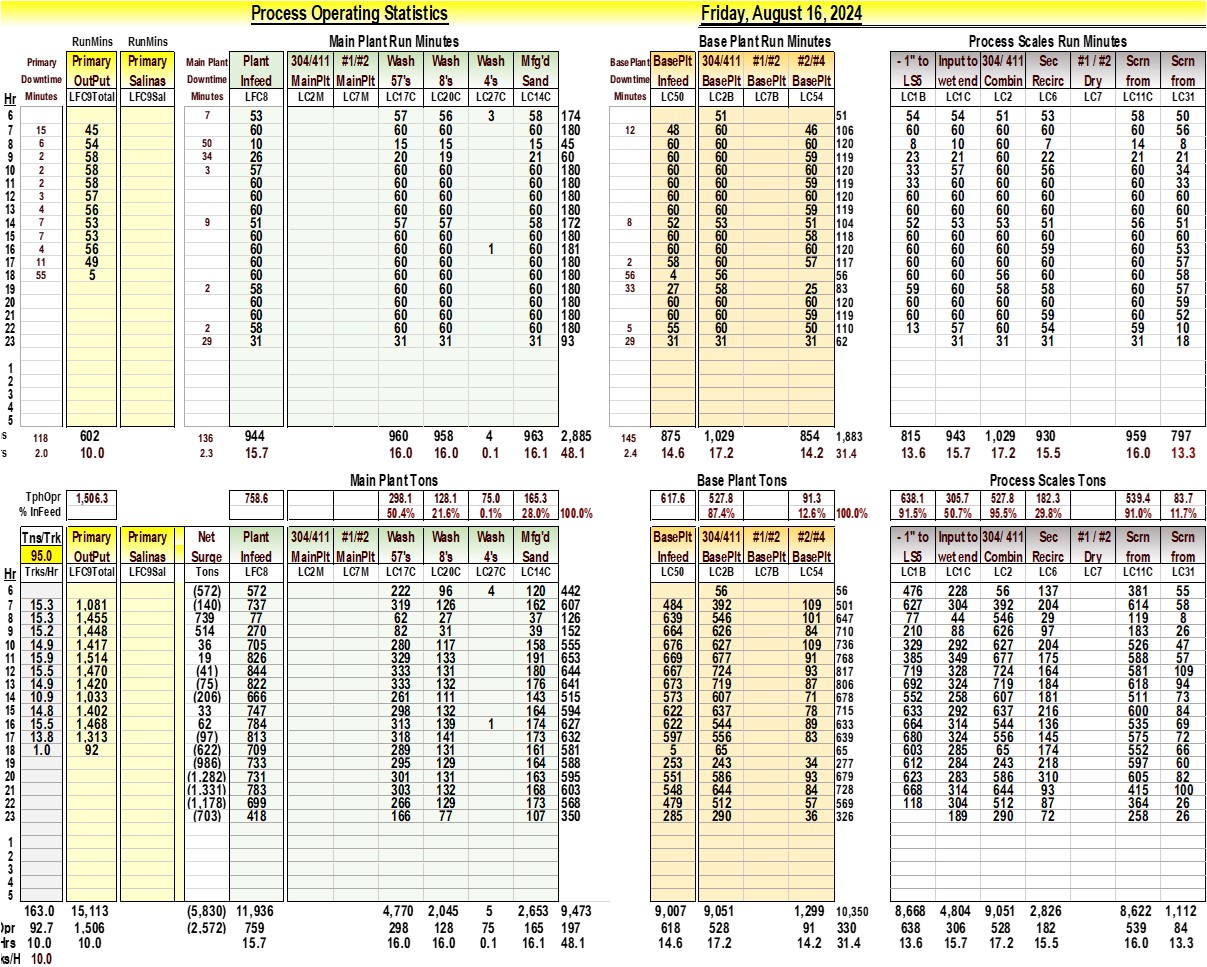 Process Operating Statistics Friday, August 16, 2024
RunMins RunMins Main Plant Run Minutes Base Plant Run Minutes Process Scales Run Minutes
Primary Primary Primary Main Plant Plant 304/411 #1/#2 Wash Wash Wash Mfg'd BasePlant BasePlt 304/411 #1/#2 #2/#4 - 1" to Input to 304/ 411 Sec #1 / #2 Scrn Scrn
Downtime OutPut Salinas Downtime Infeed MainPlt MainPlt 57's 8's 4's Sand Downtime Infeed BasePlt BasePlt BasePlt LS5 wet end Combin Recirc Dry from from
Hr Minutes LFC9Total LFC9Sal Minutes LFC8 LC2M LC7M LC17C LC20C LC27C LC14C Minutes LC50 LC2B LC7B LC54 LC1B LC1C LC2 LC6 LC7 LC11C LC31
6 7 53 57 56 3 58 174 51 51 54 54 51 53 58 50
7 15 45 60 60 60 60 180 12 48 60 46 106 60 60 60 60 60 56
8 6 54 50 10 15 15 15 45 60 60 60 120 8 10 60 7 14 8
9 2 58 34 26 20 19 21 60 60 60 59 119 23 21 60 22 21 21
10 2 58 3 57 60 60 60 180 60 60 60 120 33 57 60 56 60 34
11 2 58 60 60 60 60 180 60 60 59 119 33 60 60 60 60 33
12 3 57 60 60 60 60 180 60 60 60 120 60 60 60 60 60 60
13 4 56 60 60 60 60 180 60 60 59 119 60 60 60 60 60 60
14 7 53 9 51 57 57 58 172 8 52 53 51 104 52 53 53 51 56 51
15 7 53 60 60 60 60 180 60 60 58 118 60 60 60 60 60 60
16 4 56 60 60 60 1 60 181 60 60 60 120 60 60 60 59 60 53
17 11 49 60 60 60 60 180 2 58 60 57 117 60 60 60 59 60 57
18 55 5 60 60 60 60 180 56 4 56 56 60 60 56 60 60 58
19 2 58 60 60 60 180 33 27 58 25 83 59 60 58 58 60 57
20 60 60 60 60 180 60 60 60 120 60 60 60 60 60 59
21 60 60 60 60 180 60 60 59 119 60 60 60 59 60 52
22 2 58 60 60 60 180 5 55 60 50 110 13 57 60 54 59 10
23 29 31 31 31 31 93 29 31 31 31 62 31 31 31 31 18
1
2
3
4
5
s 118 602 136 944 960 958 4 963 2,885 145 875 1,029 854 1,883 815 943 1,029 930 959 797
s 2.0 10.0 2.3 15.7 16.0 16.0 0.1 16.1 48.1 2.4 14.6 17.2 14.2 31.4 13.6 15.7 17.2 15.5 16.0 13.3
Main Plant Tons Base Plant Tons Process Scales Tons
TphOpr 1,506.3 758.6 298.1 128.1 75.0 165.3 617.6 527.8 91.3 638.1 305.7 527.8 182.3 539.4 83.7
% InFeed 50.4% 21.6% 0.1% 28.0% 100.0% 87.4% 12.6% 100.0% 91.5% 50.7% 95.5% 29.8% 91.0% 11.7%
Tns/Trk Primary Primary Net Plant 304/411 #1/#2 Wash Wash Wash Mfg'd BasePlt 304/411 #1/#2 #2/#4 - 1" to Input to 304/ 411 Sec #1 / #2 Scrn Scrn
95.0 OutPut Salinas Surge Infeed MainPlt MainPlt 57's 8's 4's Sand Infeed BasePlt BasePlt BasePlt LS5 wet end Combin Recirc Dry from from
Hr Trks/Hr LFC9Total LFC9Sal Tons LFC8 LC2M LC7M LC17C LC20C LC27C LC14C LC50 LC2B LC7B LC54 LC1B LC1C LC2 LC6 LC7 LC11C LC31
6 (572) 572 222 96 4 120 442 56 56 476 228 56 137 381 55
7 15.3 1,081 (140) 737 319 126 162 607 484 392 109 501 627 304 392 204 614 58
8 15.3 1,455 739 77 62 27 37 126 639 546 101 647 77 44 546 29 119 8
9 15.2 1,448 514 270 82 31 39 152 664 626 84 710 210 88 626 97 183 26
10 14.9 1,417 36 705 280 117 158 555 676 627 109 736 329 292 627 204 526 47
11 15.9 1,514 19 826 329 133 191 653 669 677 91 768 385 349 677 175 588 57
12 15.5 1,470 (41) 844 333 131 180 644 667 724 93 817 719 328 724 164 581 109
13 14.9 1,420 (75) 822 333 132 176 641 673 719 87 806 692 324 719 184 618 94
14 10.9 1,033 (206) 666 261 111 143 515 573 607 71 678 552 258 607 181 511 73
15 14.8 1,402 33 747 298 132 164 594 622 637 78 715 633 292 637 216 600 84
16 15.5 1,468 62 784 313 139 1 174 627 622 544 89 633 664 314 544 136 535 69
17 13.8 1,313 (97) 813 318 141 173 632 597 556 83 639 680 324 556 145 575 72
18 1.0 92 (622) 709 289 131 161 581 5 65 65 603 285 65 174 552 66
19 (986) 733 295 129 164 588 253 243 34 277 612 284 243 218 597 60
20 (1,282) 731 301 131 163 595 551 586 93 679 623 283 586 310 605 82
21 (1,331) 783 303 132 168 603 548 644 84 728 668 314 644 93 415 100
22 (1,178) 699 266 129 173 568 479 512 57 569 118 304 512 87 364 26
23 (703) 418 166 77 107 350 285 290 36 326 189 290 72 258 26
1
2
3
4
5
163.0 15,113 (5,830) 11,936 4,770 2,045 5 2,653 9,473 9,007 9,051 1,299 10,350 8,668 4,804 9,051 2,826 8,622 1,112
Opr 92.7 1,506 (2,572) 759 298 128 75 165 197 618 528 91 330 638 306 528 182 539 84
Hrs 10.0 10.0 15.7 16.0 16.0 0.1 16.1 48.1 14.6 17.2 14.2 31.4 13.6 15.7 17.2 15.5 16.0 13.3
ks/H 10.0